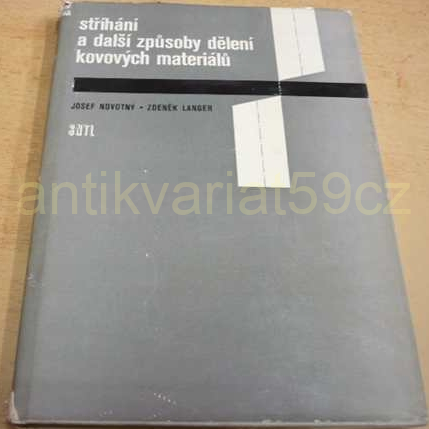 stříhání
a další způsoby dělení
kovových materiálů
JOSEF NOVOTNÝ - ZDENĚK LANGER
SNTL
antikvariat59cz